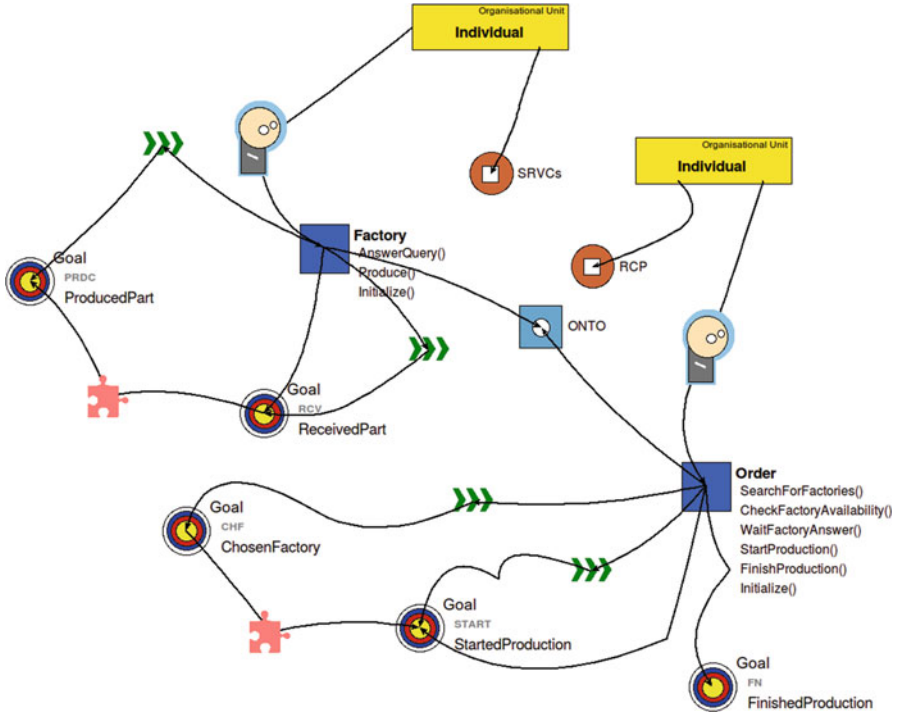 Organisational Unit
Individual
SRVCs
Organisational Unit
Individual
Factory
AnswerQuery()
Produce()
Initialize()
Goal
PRDC
ProducedPart
RCP
ONTO
Goal
RCV
ReceivedPart
Order
SearchForFactories()
CheckFactoryAvailability()
WaitFactoryAnswer()
StartProduction()
FinishProduction()
Initialize()
Goal
CHF
ChosenFactory
Goal
START
StartedProduction
Goal
FN
FinishedProduction